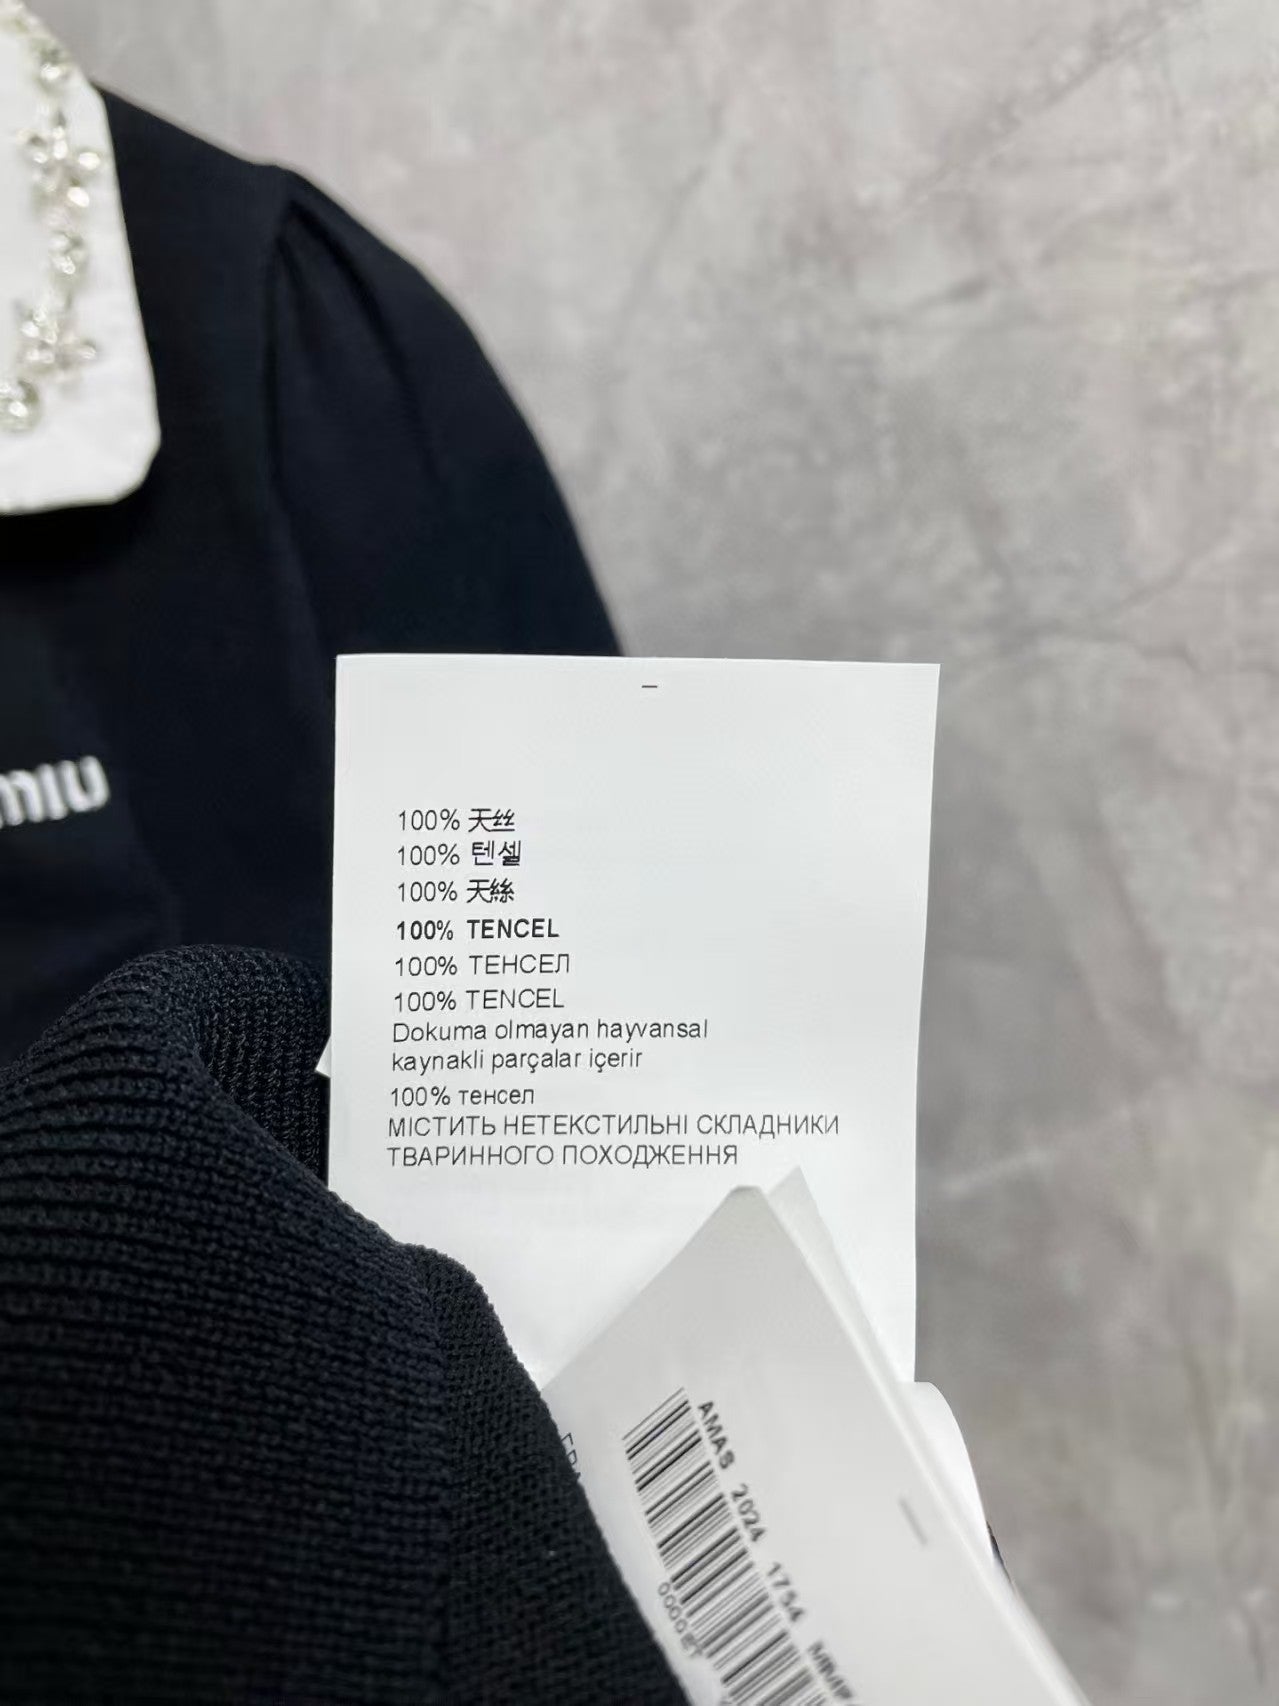 miu
100% 天丝
100% 텐셀
100% 天絲
100% TENCEL
100% ТЕНСЕЛ
100% TENCEL
Dokuma olmayan hayvansal
kaynakli parçalar içerir
100% тенсел
МІСТИТЬ НЕТЕКСТИЛЬНІ СКЛАДНИКИ
ТВАРИННОГО ПОХОДЖЕННЯ
AMAS 2024 1754